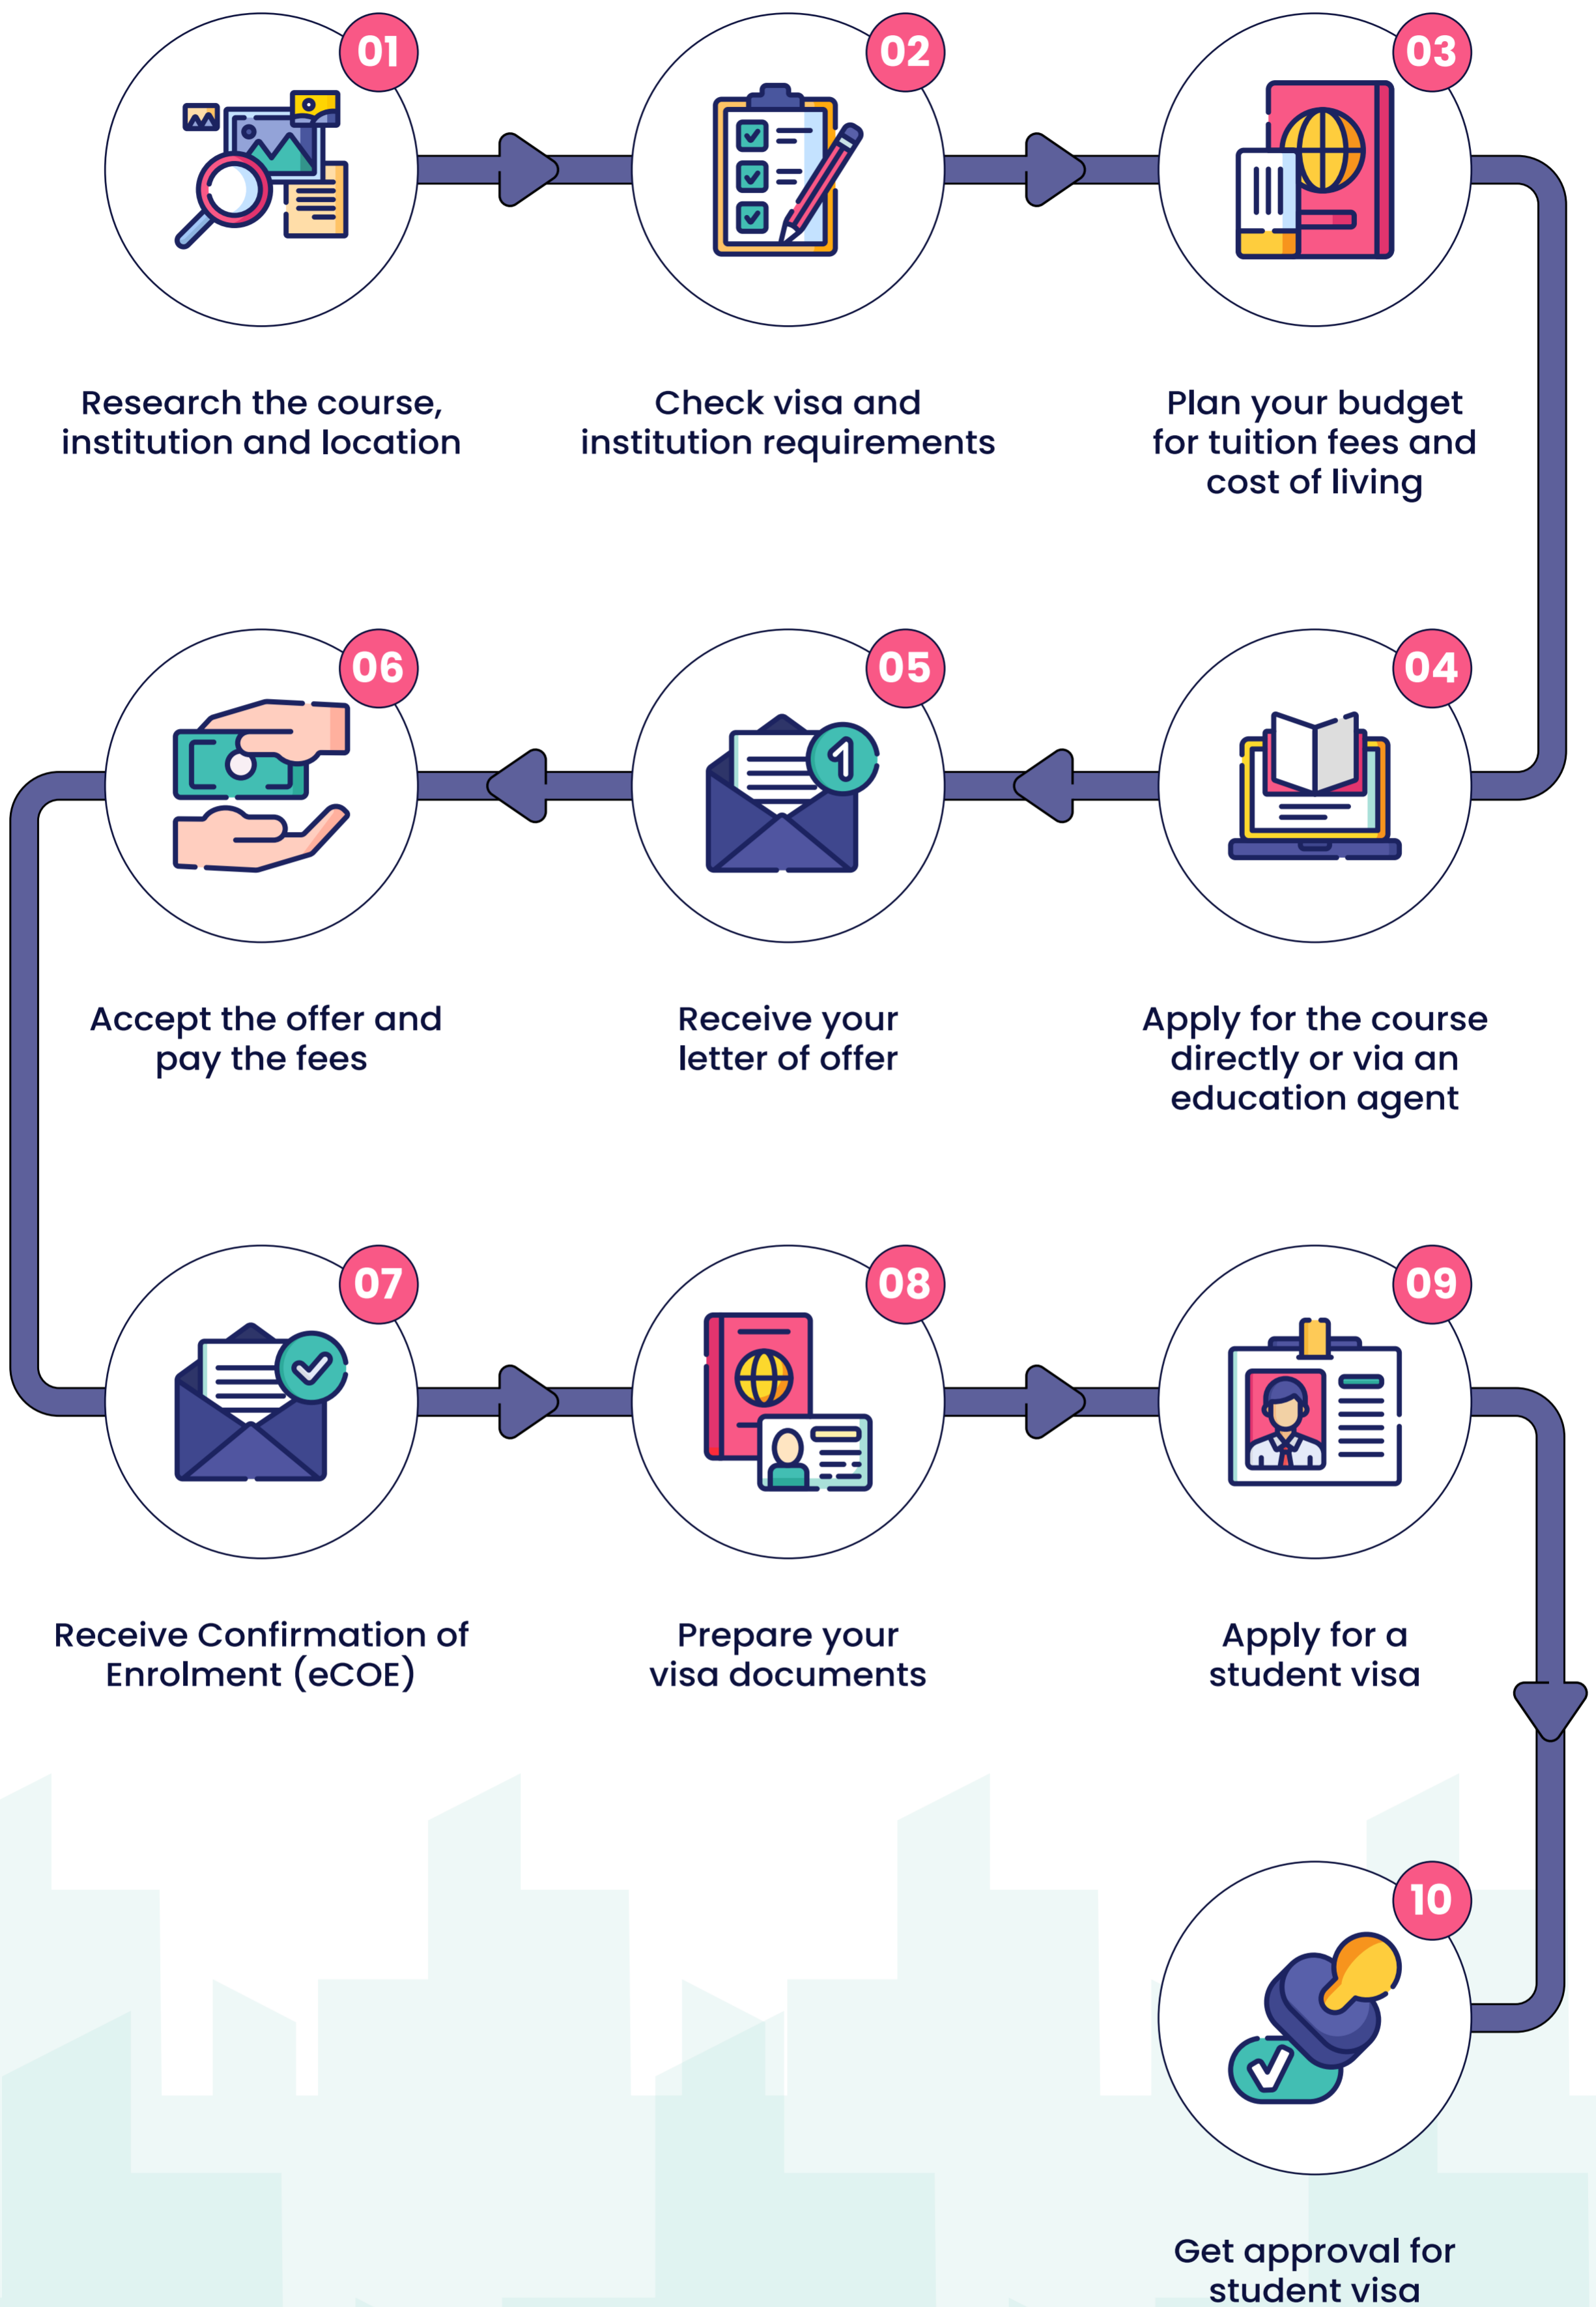 01
Research the course,
institution and location
02
Check visa and
institution requirements
03
Plan your budget
for tuition fees and
cost of living
04
Apply for the course
directly or via an
education agent
05
1
Receive your
letter of offer
06
Accept the offer and
pay the fees
07
Receive Confirmation of
Enrolment (eCOE)
08
Prepare your
visa documents
09
Apply for a
student visa
10
Get approval for
student visa